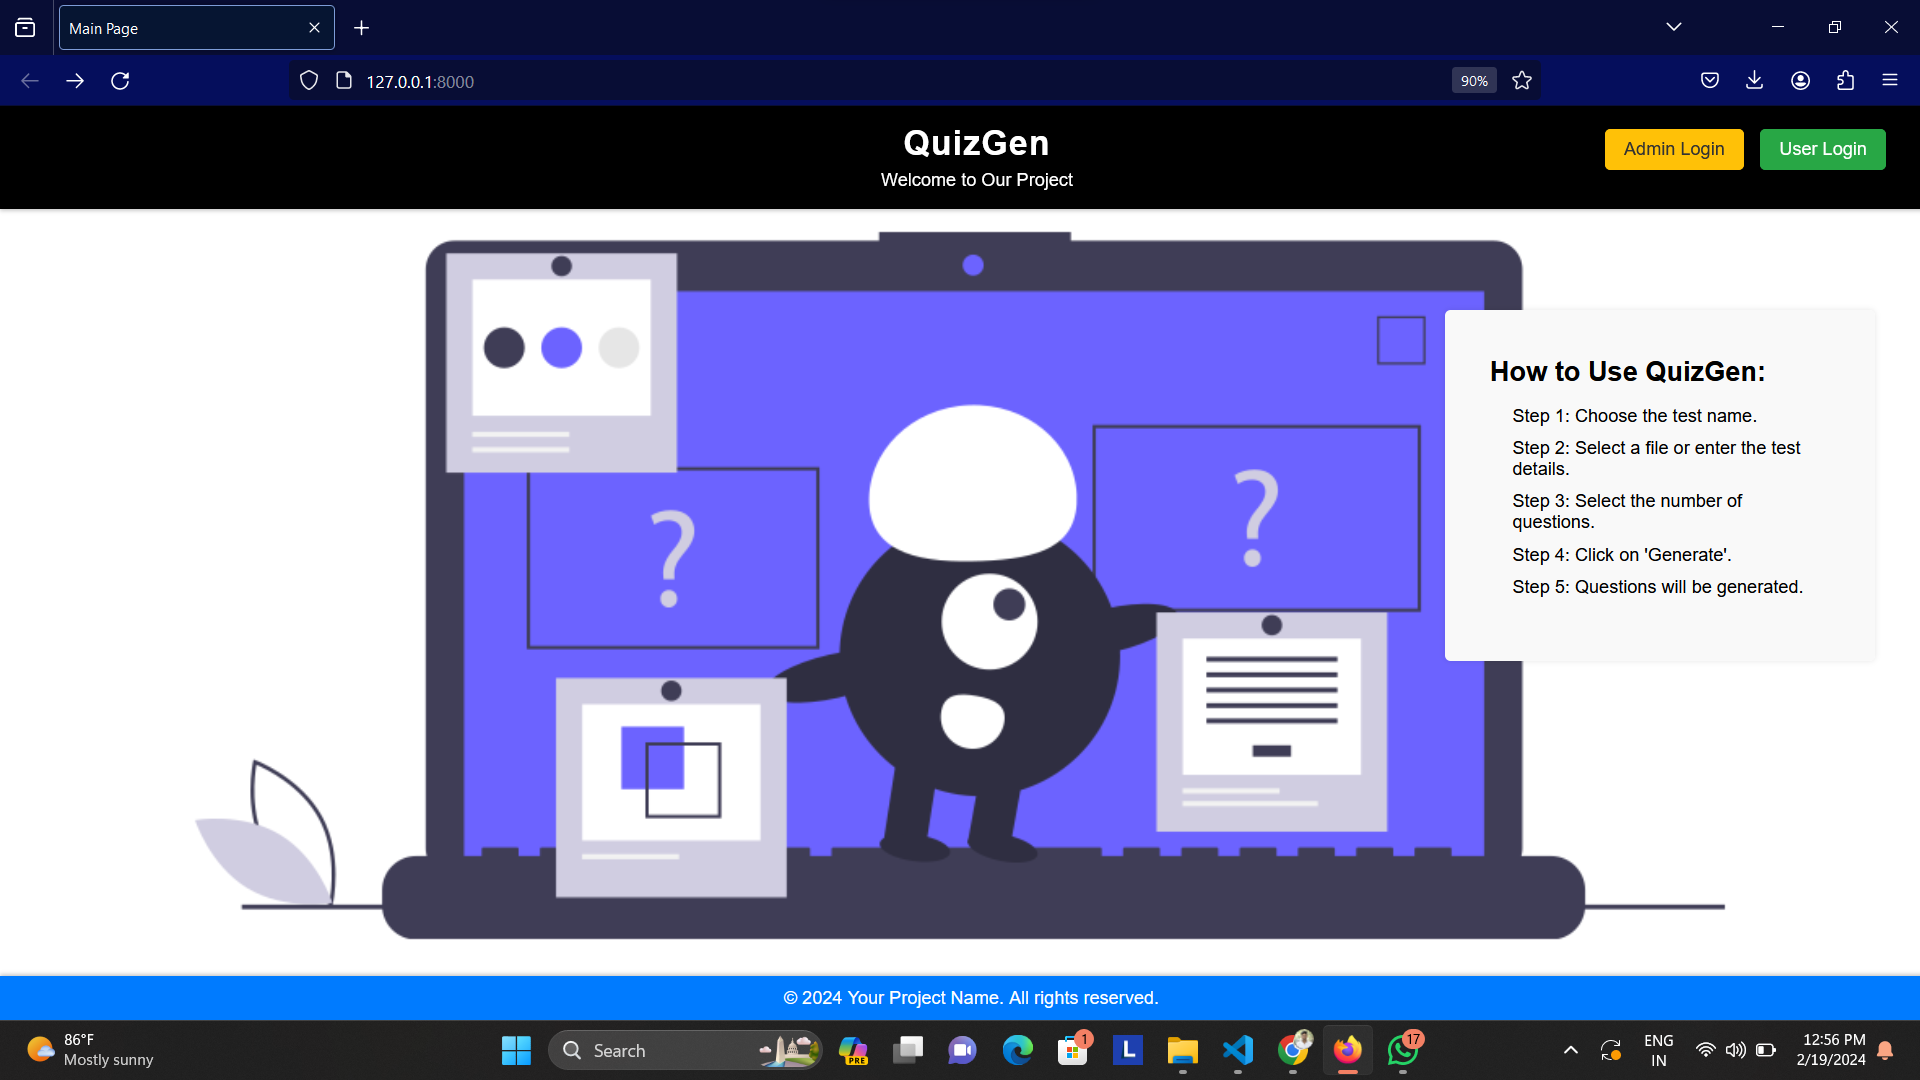 Main Page
127.0.0.1:8000
90%
QuizGen
Welcome to Our Project
Admin Login
User Login
How to Use QuizGen:
Step 1: Choose the test name.
Step 2: Select a file or enter the test
details.
Step 3: Select the number of
questions.
Step 4: Click on 'Generate'.
Step 5: Questions will be generated.
?
?
© 2024 Your Project Name. All rights reserved.
86°F
Mostly sunny
Search
PRE
1
L
17
ENG
IN
12:56 PM
2/19/2024